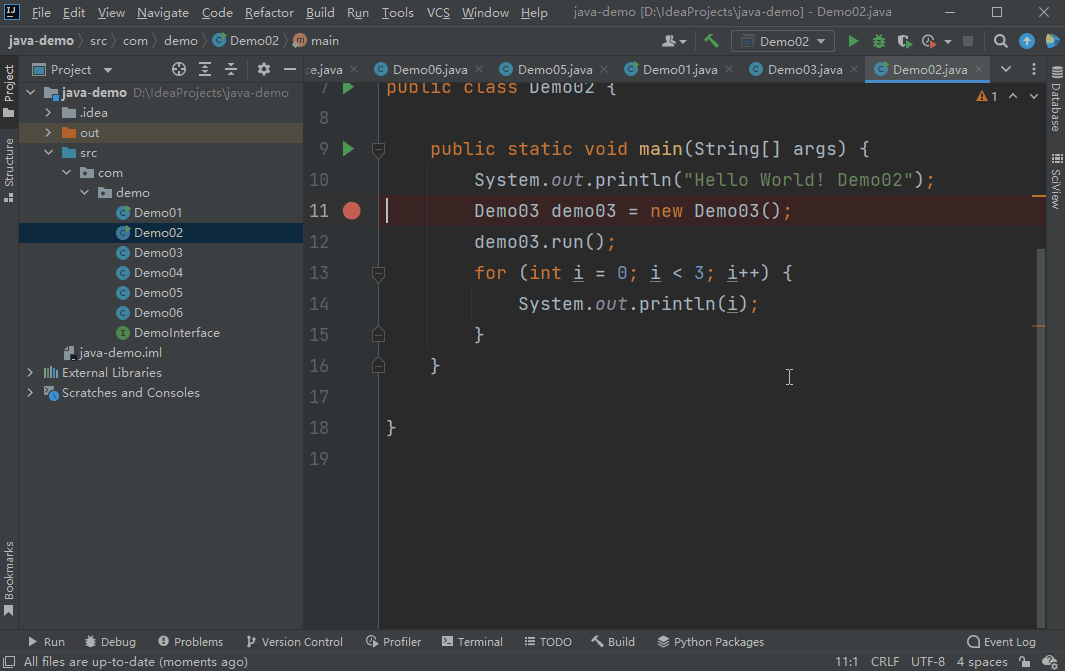 File Edit View Navigate Code Refactor Build Run Tools VCS Window Help java-demo [D:\IdeaProjects\java-demo] - Demo02.java
java-demo src com demo Demo02 main Demo02
Project ce.java Demo06.java Demo05.java Demo01.java Demo03.java Demo02.java
Project
Structure
Bookmarks
java-demo D:\IdeaProjects\java-demo
.idea
out
src
com
demo
Demo01
Demo02
Demo03
Demo04
Demo05
Demo06
DemoInterface
java-demo.iml
External Libraries
Scratches and Consoles
7 public class Demo02 {
1
8
9 public static void main(String[] args) {
10 System.out.println("Hello World! Demo02");
11 Demo03 demo03 = new Demo03();
12 demo03.run();
13 for (int i = 0; i < 3; i++) {
14 System.out.println(i);
15 }
16 }
17
18 }
19
Database
SciView
Run Debug Problems Version Control Profiler Terminal TODO Build Python Packages Event Log
All files are up-to-date (moments ago) 11:1 CRLF UTF-8 4 spaces